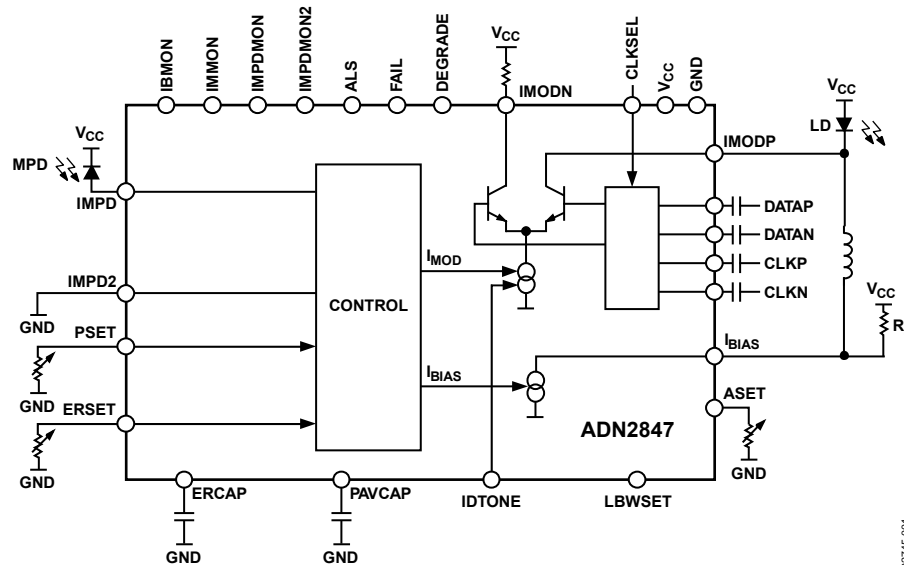 IBMON
IMMON
IMPDMON
IMPDMON2
ALS
FAIL
DEGRADE
VCC
IMODN
CLKSEL
VCC
GND
VCC
LD
IMODP
VCC
MPD
IMPD
DATAP
DATAN
CLKP
CLKN
IMOD
CONTROL
IMPD2
GND
VCC
R
PSET
GND
IBIAS
IBIAS
ASET
ERSET
GND
ADN2847
GND
ERCAP
PAVCAP
IDTONE
LBWSET
GND
GND